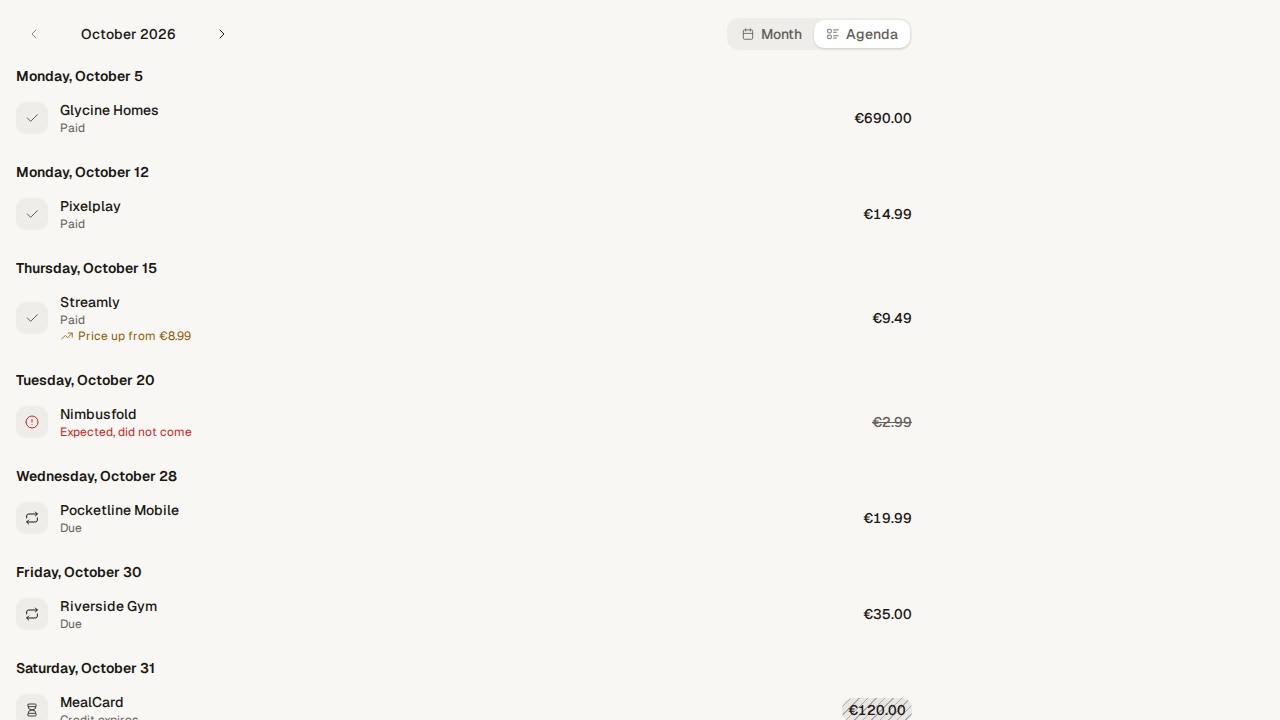 October 2026
Month
Agenda
Monday, October 5
Glycine Homes
Paid
€690.00
Monday, October 12
Pixelplay
Paid
€14.99
Thursday, October 15
Streamly
Paid
Price up from €8.99
€9.49
Tuesday, October 20
Nimbusfold
Expected, did not come
€2.99
Wednesday, October 28
Pocketline Mobile
Due
€19.99
Friday, October 30
Riverside Gym
Due
€35.00
Saturday, October 31
MealCard
Credit expires
€120.00